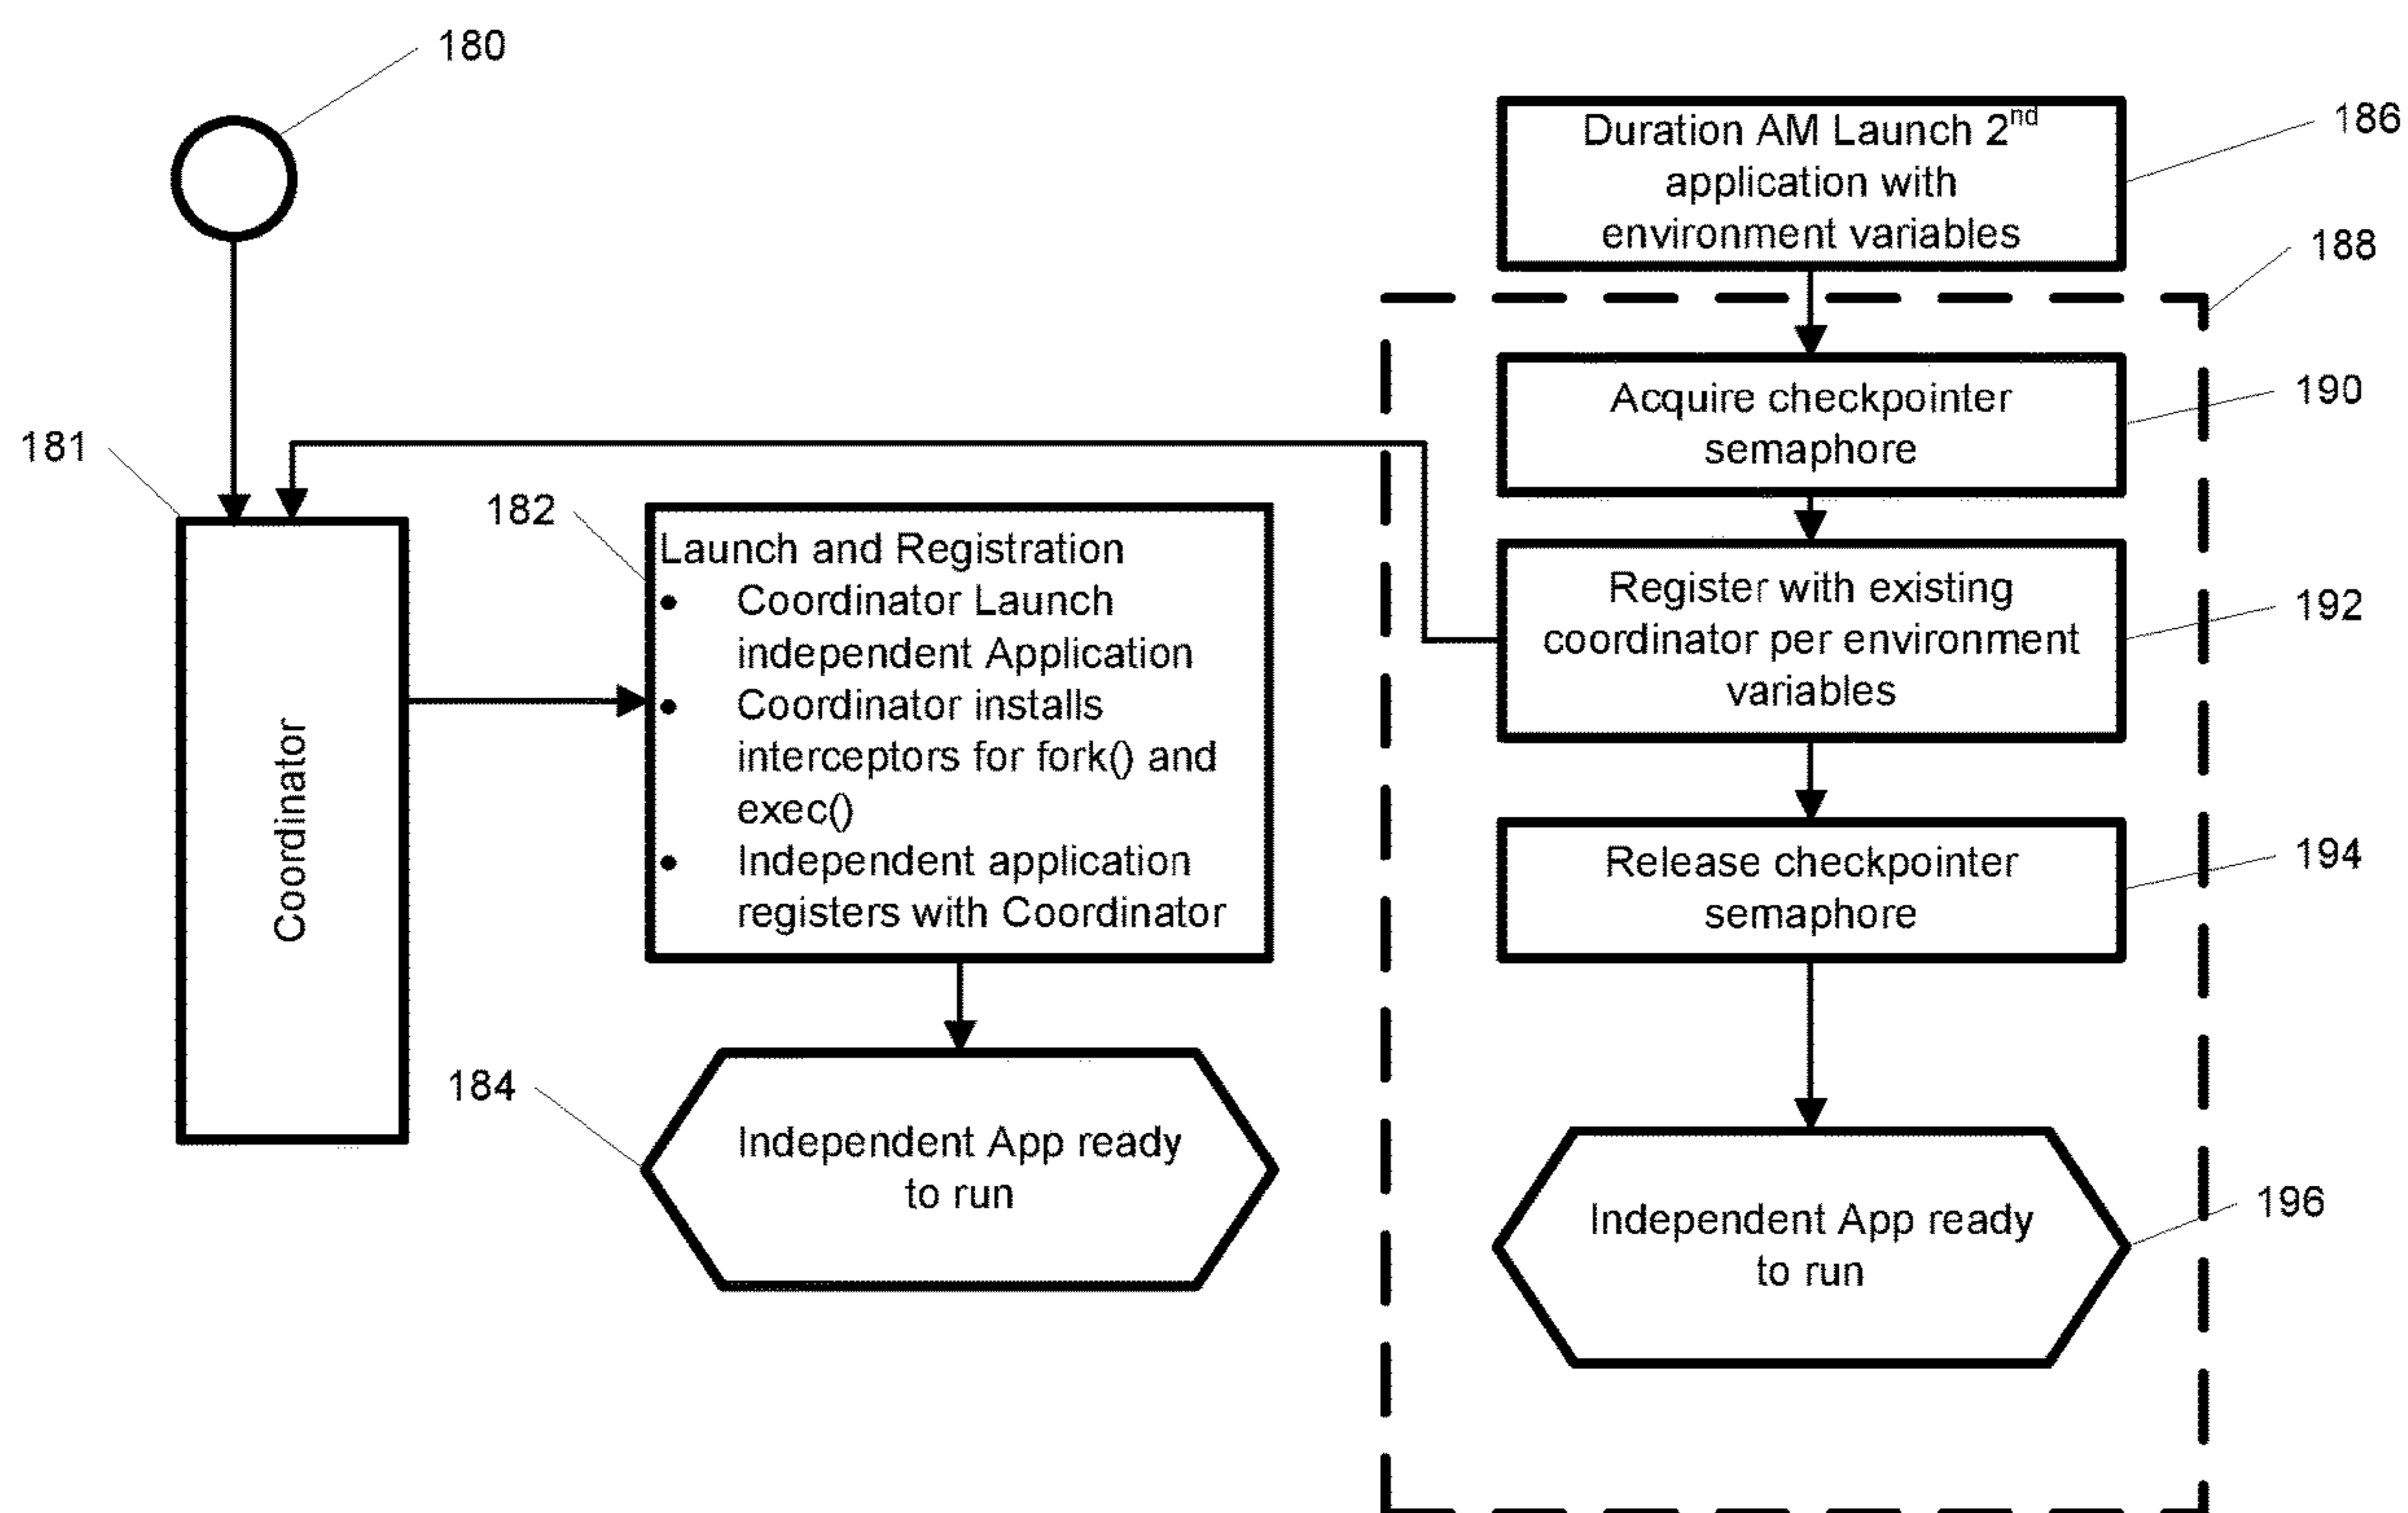 180
Duration AM Launch 2nd
application with
environment variables
186
188
Acquire checkpointer
semaphore
190
181
182
Launch and Registration
• Coordinator Launch
independent Application
• Coordinator installs
interceptors for fork() and
exec()
• Independent application
registers with Coordinator
Coordinator
Register with existing
coordinator per environment
variables
192
Release checkpointer
semaphore
194
184
Independent App ready
to run
Independent App ready
to run
196